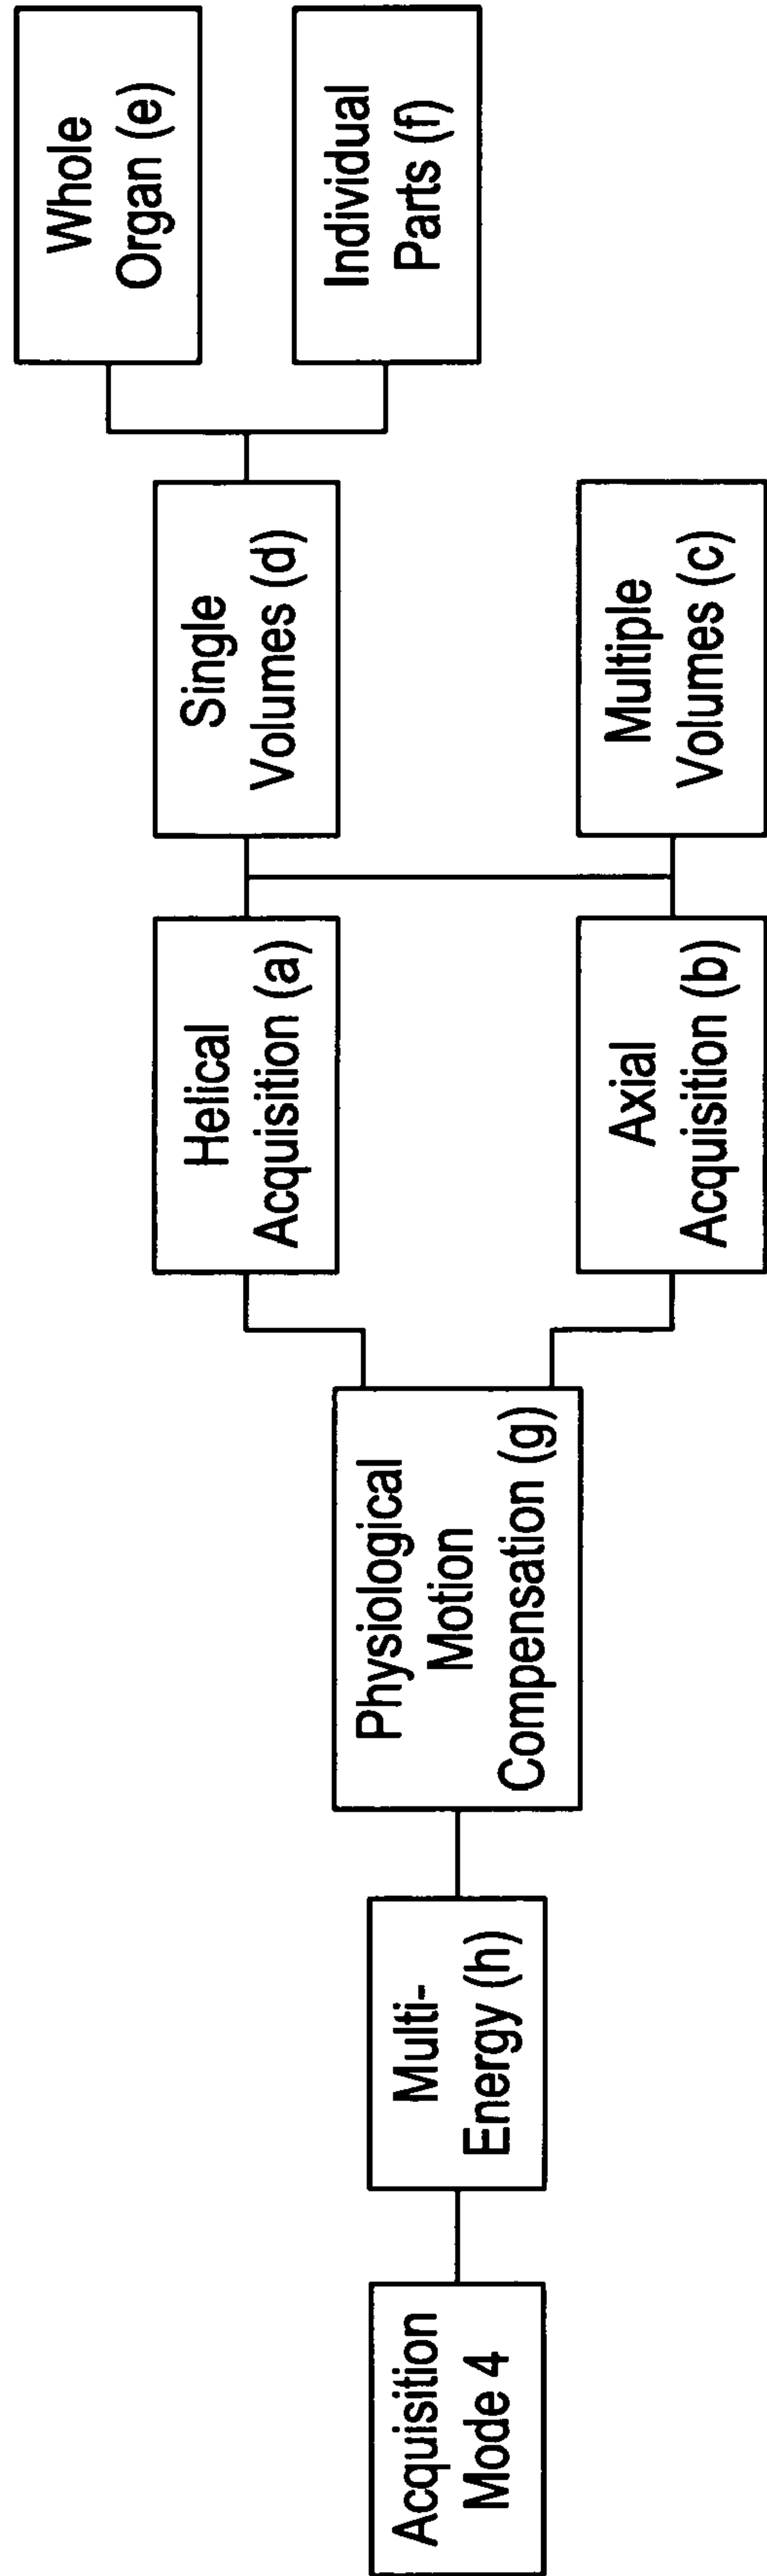 Acquisition
Mode 4
Multi-
Energy (h)
Physiological
Motion
Compensation (g)
Helical
Acquisition (a)
Axial
Acquisition (b)
Single
Volumes (d)
Multiple
Volumes (c)
Whole
Organ (e)
Individual
Parts (f)